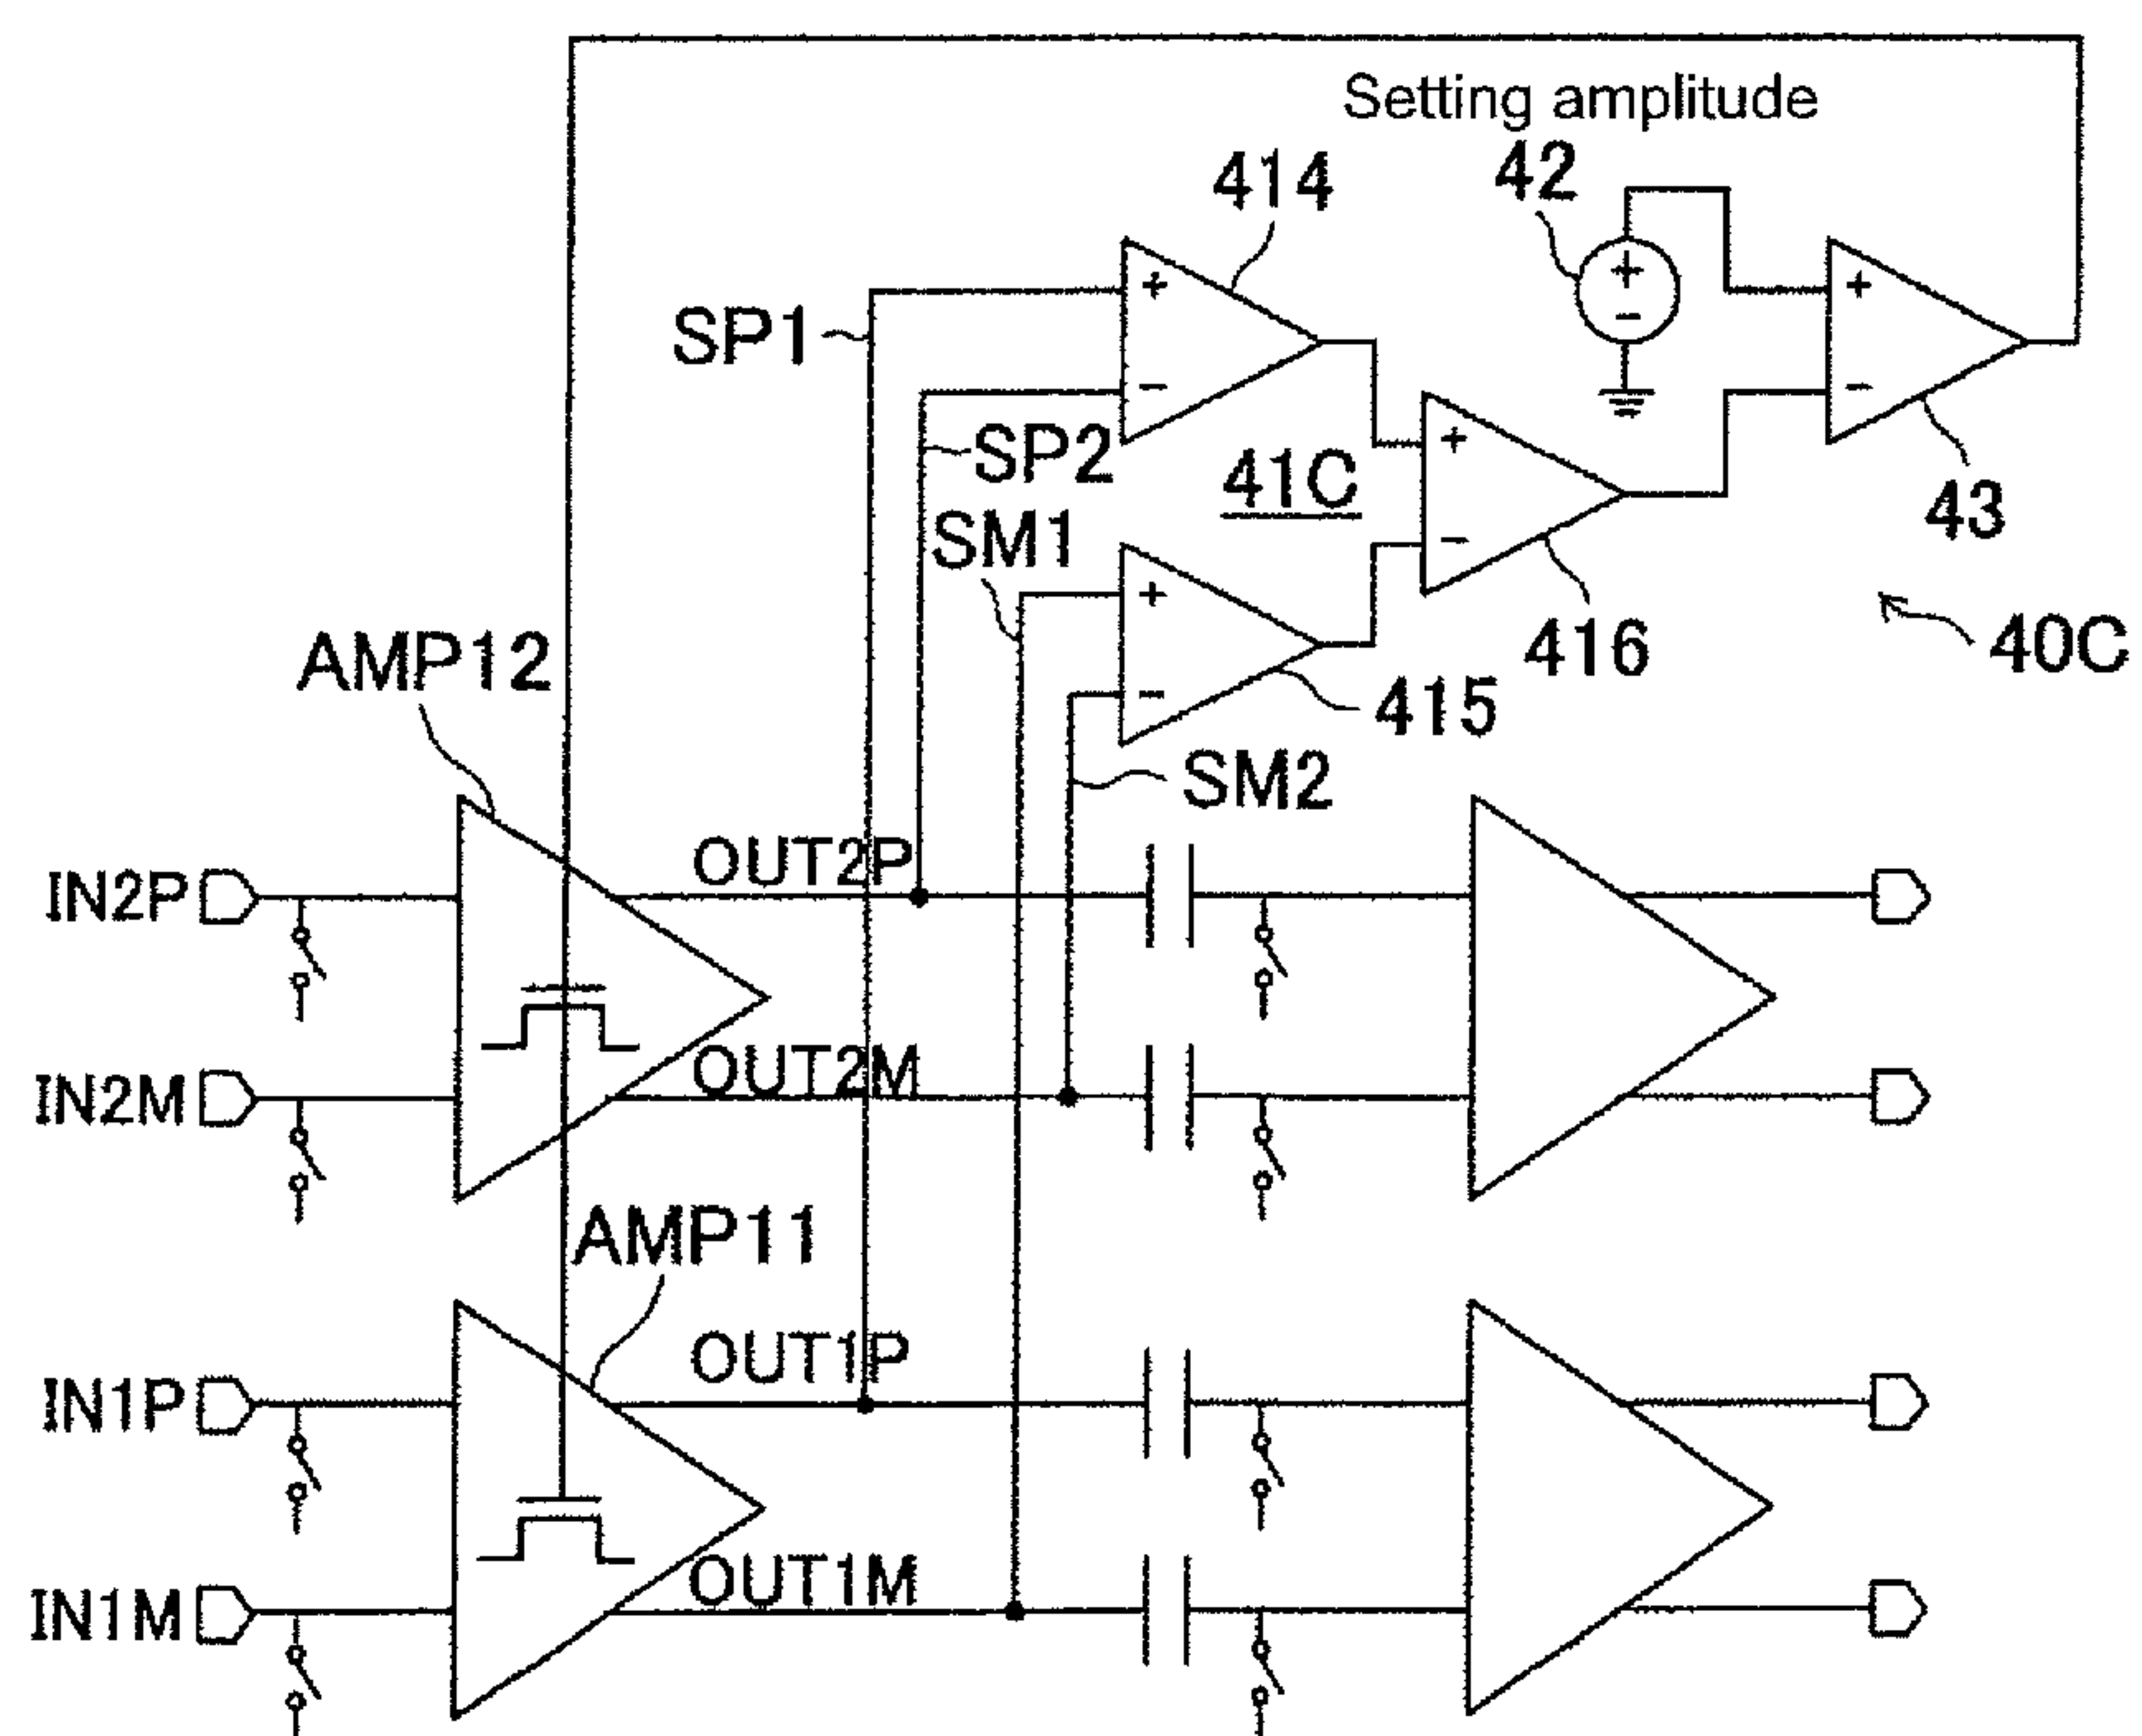 Setting amplitude
414
42
SP1
+
+
−
+
−
−
SP2
41C
+
−
43
SM1
+
−
416
40C
AMP12
415
SM2
OUT2P
IN2P
OUT2M
IN2M
AMP11
OUT1P
IN1P
OUT1M
IN1M